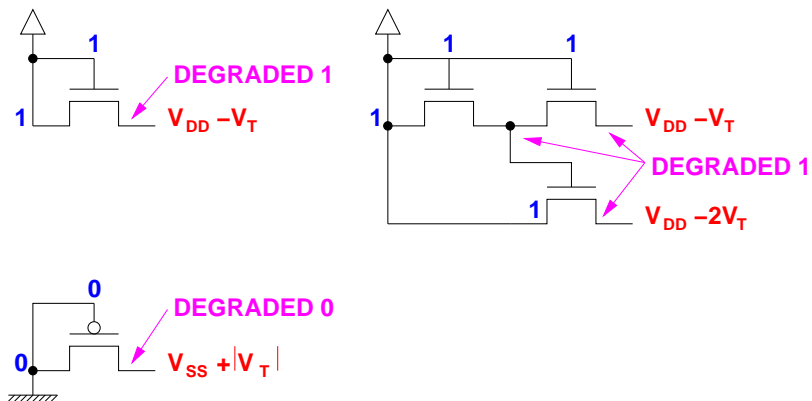 1
DEGRADED 1
1
V_DD −V_T
1 1
1
V_DD −V_T
DEGRADED 1
1
V_DD −2V_T
0
DEGRADED 0
0
V_SS +|V_T|